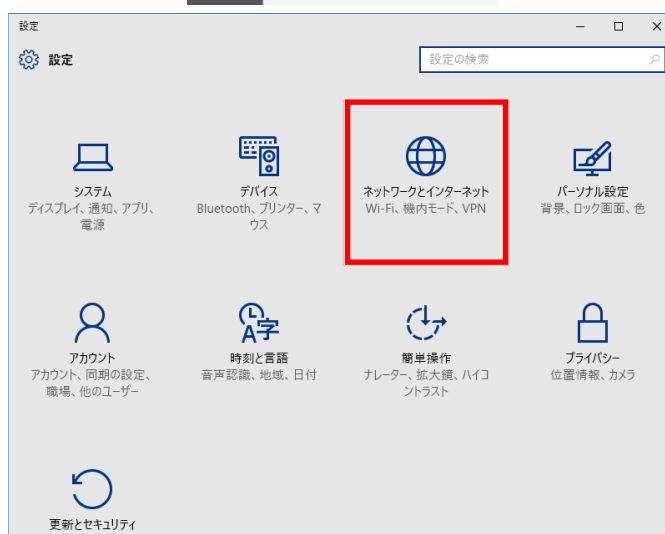 設定
設定
設定の検索
システム
ディスプレイ、通知、アプリ、
電源
デバイス
Bluetooth、プリンター、マ
ウス
ネットワークとインターネット
Wi-Fi、機内モード、VPN
パーソナル設定
背景、ロック画面、色
アカウント
アカウント、同期の設定、
職場、他のユーザー
時刻と言語
音声認識、地域、日付
簡単操作
ナレーター、拡大鏡、ハイコ
ントラスト
プライバシー
位置情報、カメラ
更新とセキュリティ